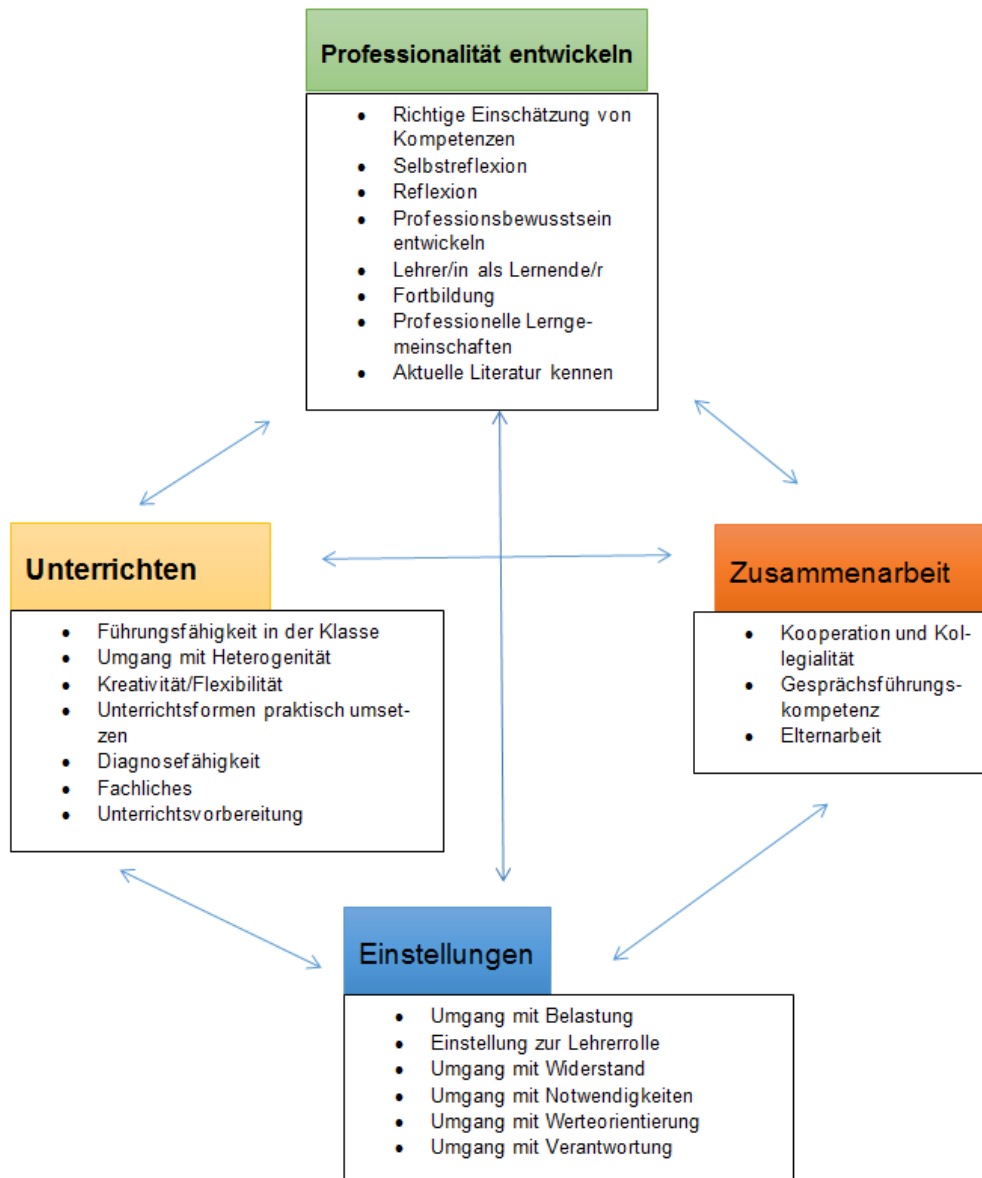 Professionalität entwickeln
• Richtige Einschätzung von
Kompetenzen
• Selbstreflexion
• Reflexion
• Professionsbewusstsein
entwickeln
• Lehrer/in als Lernende/r
• Fortbildung
• Professionelle Lernge-
meinschaften
• Aktuelle Literatur kennen
Unterrichten
• Führungsfähigkeit in der Klasse
• Umgang mit Heterogenität
• Kreativität/Flexibilität
• Unterrichtsformen praktisch umset-
zen
• Diagnosefähigkeit
• Fachliches
• Unterrichtsvorbereitung
Zusammenarbeit
• Kooperation und Kol-
legialität
• Gesprächsführungs-
kompetenz
• Elternarbeit
Einstellungen
• Umgang mit Belastung
• Einstellung zur Lehrerrolle
• Umgang mit Widerstand
• Umgang mit Notwendigkeiten
• Umgang mit Werteorientierung
• Umgang mit Verantwortung